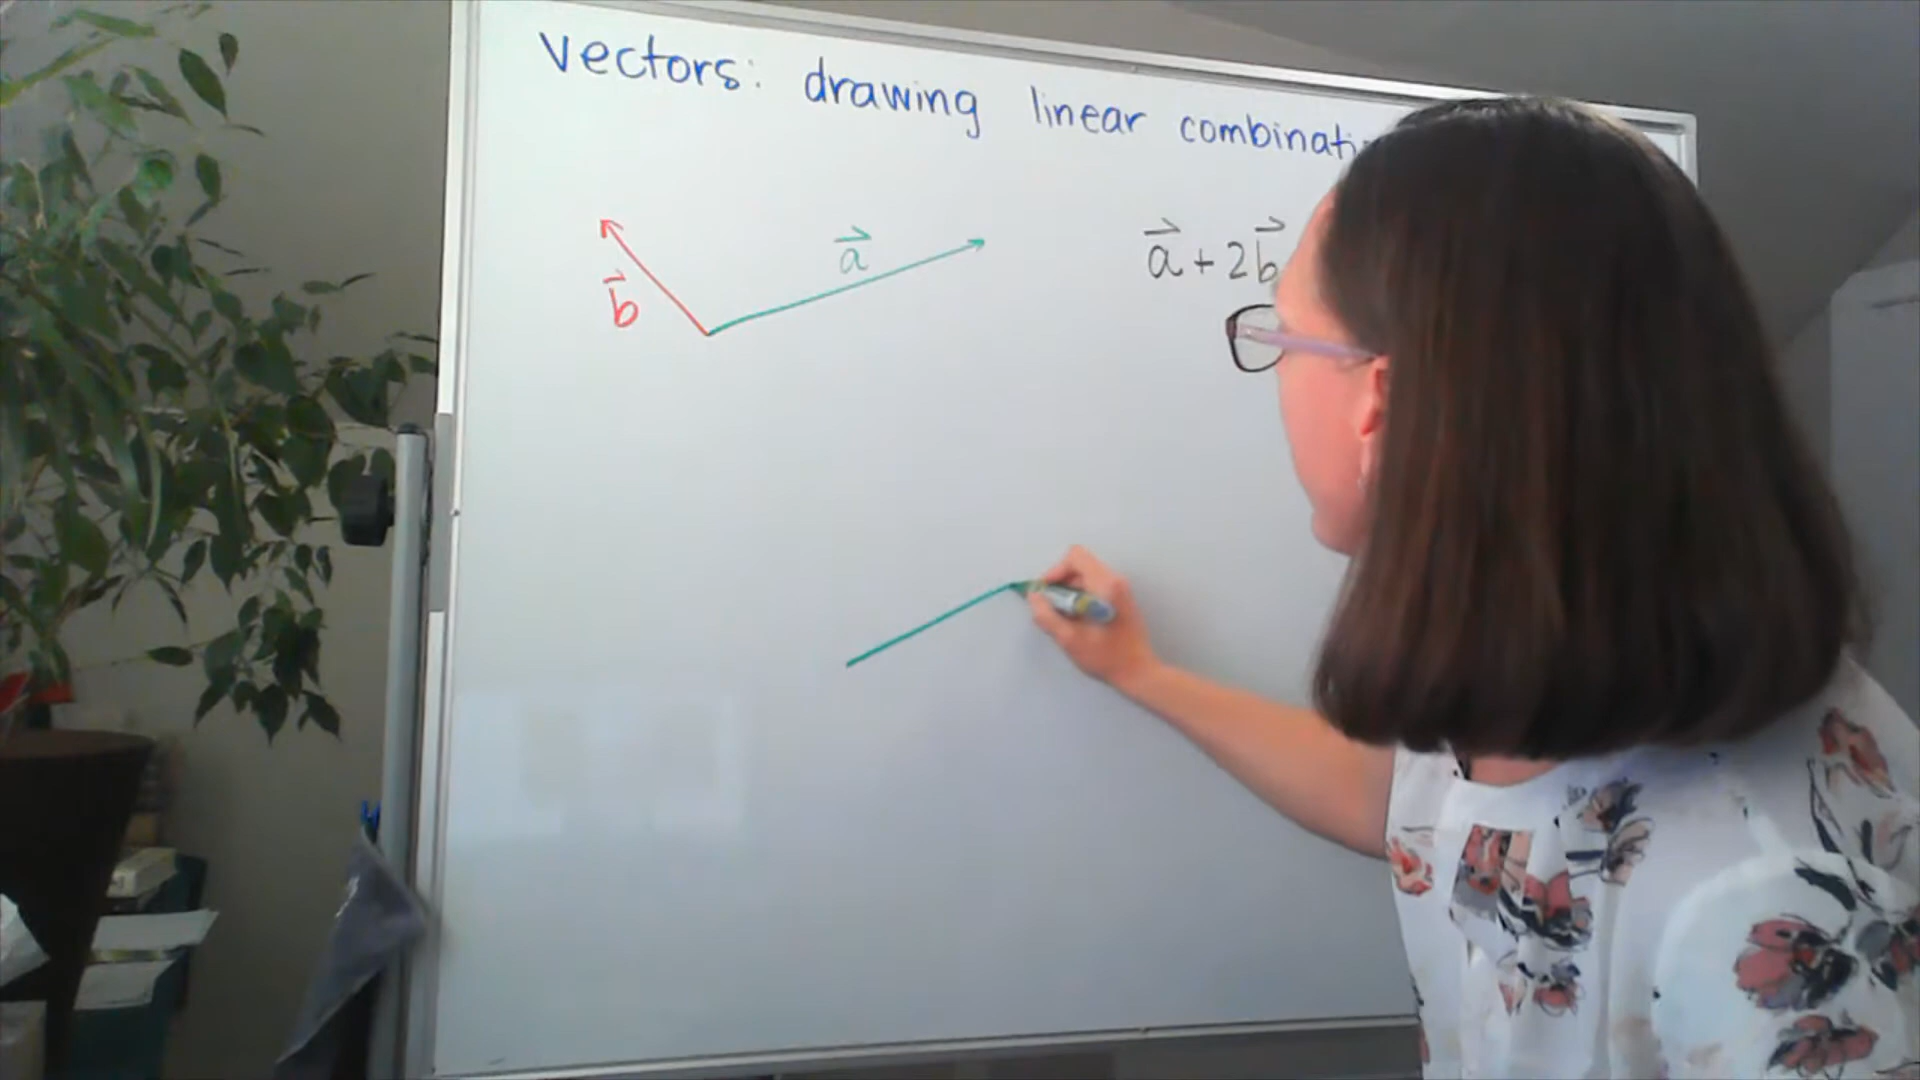 vectors: drawing linear
b⃗
a⃗
a⃗ + 2b⃗